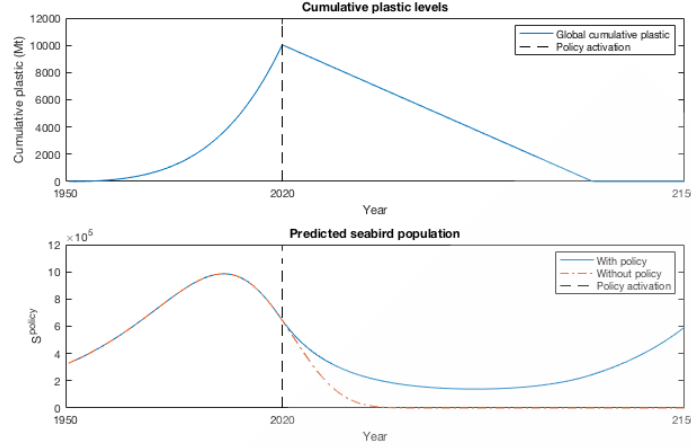 Cumulative plastic levels
12000
10000
8000
6000
4000
2000
0
Cumulative plastic (Mt)
Global cumulative plastic
Policy activation
1950
2020
215
Year
Predicted seabird population
×10⁵
12
10
8
6
4
2
0
S^policy
With policy
Without policy
Policy activation
1950
2020
215
Year